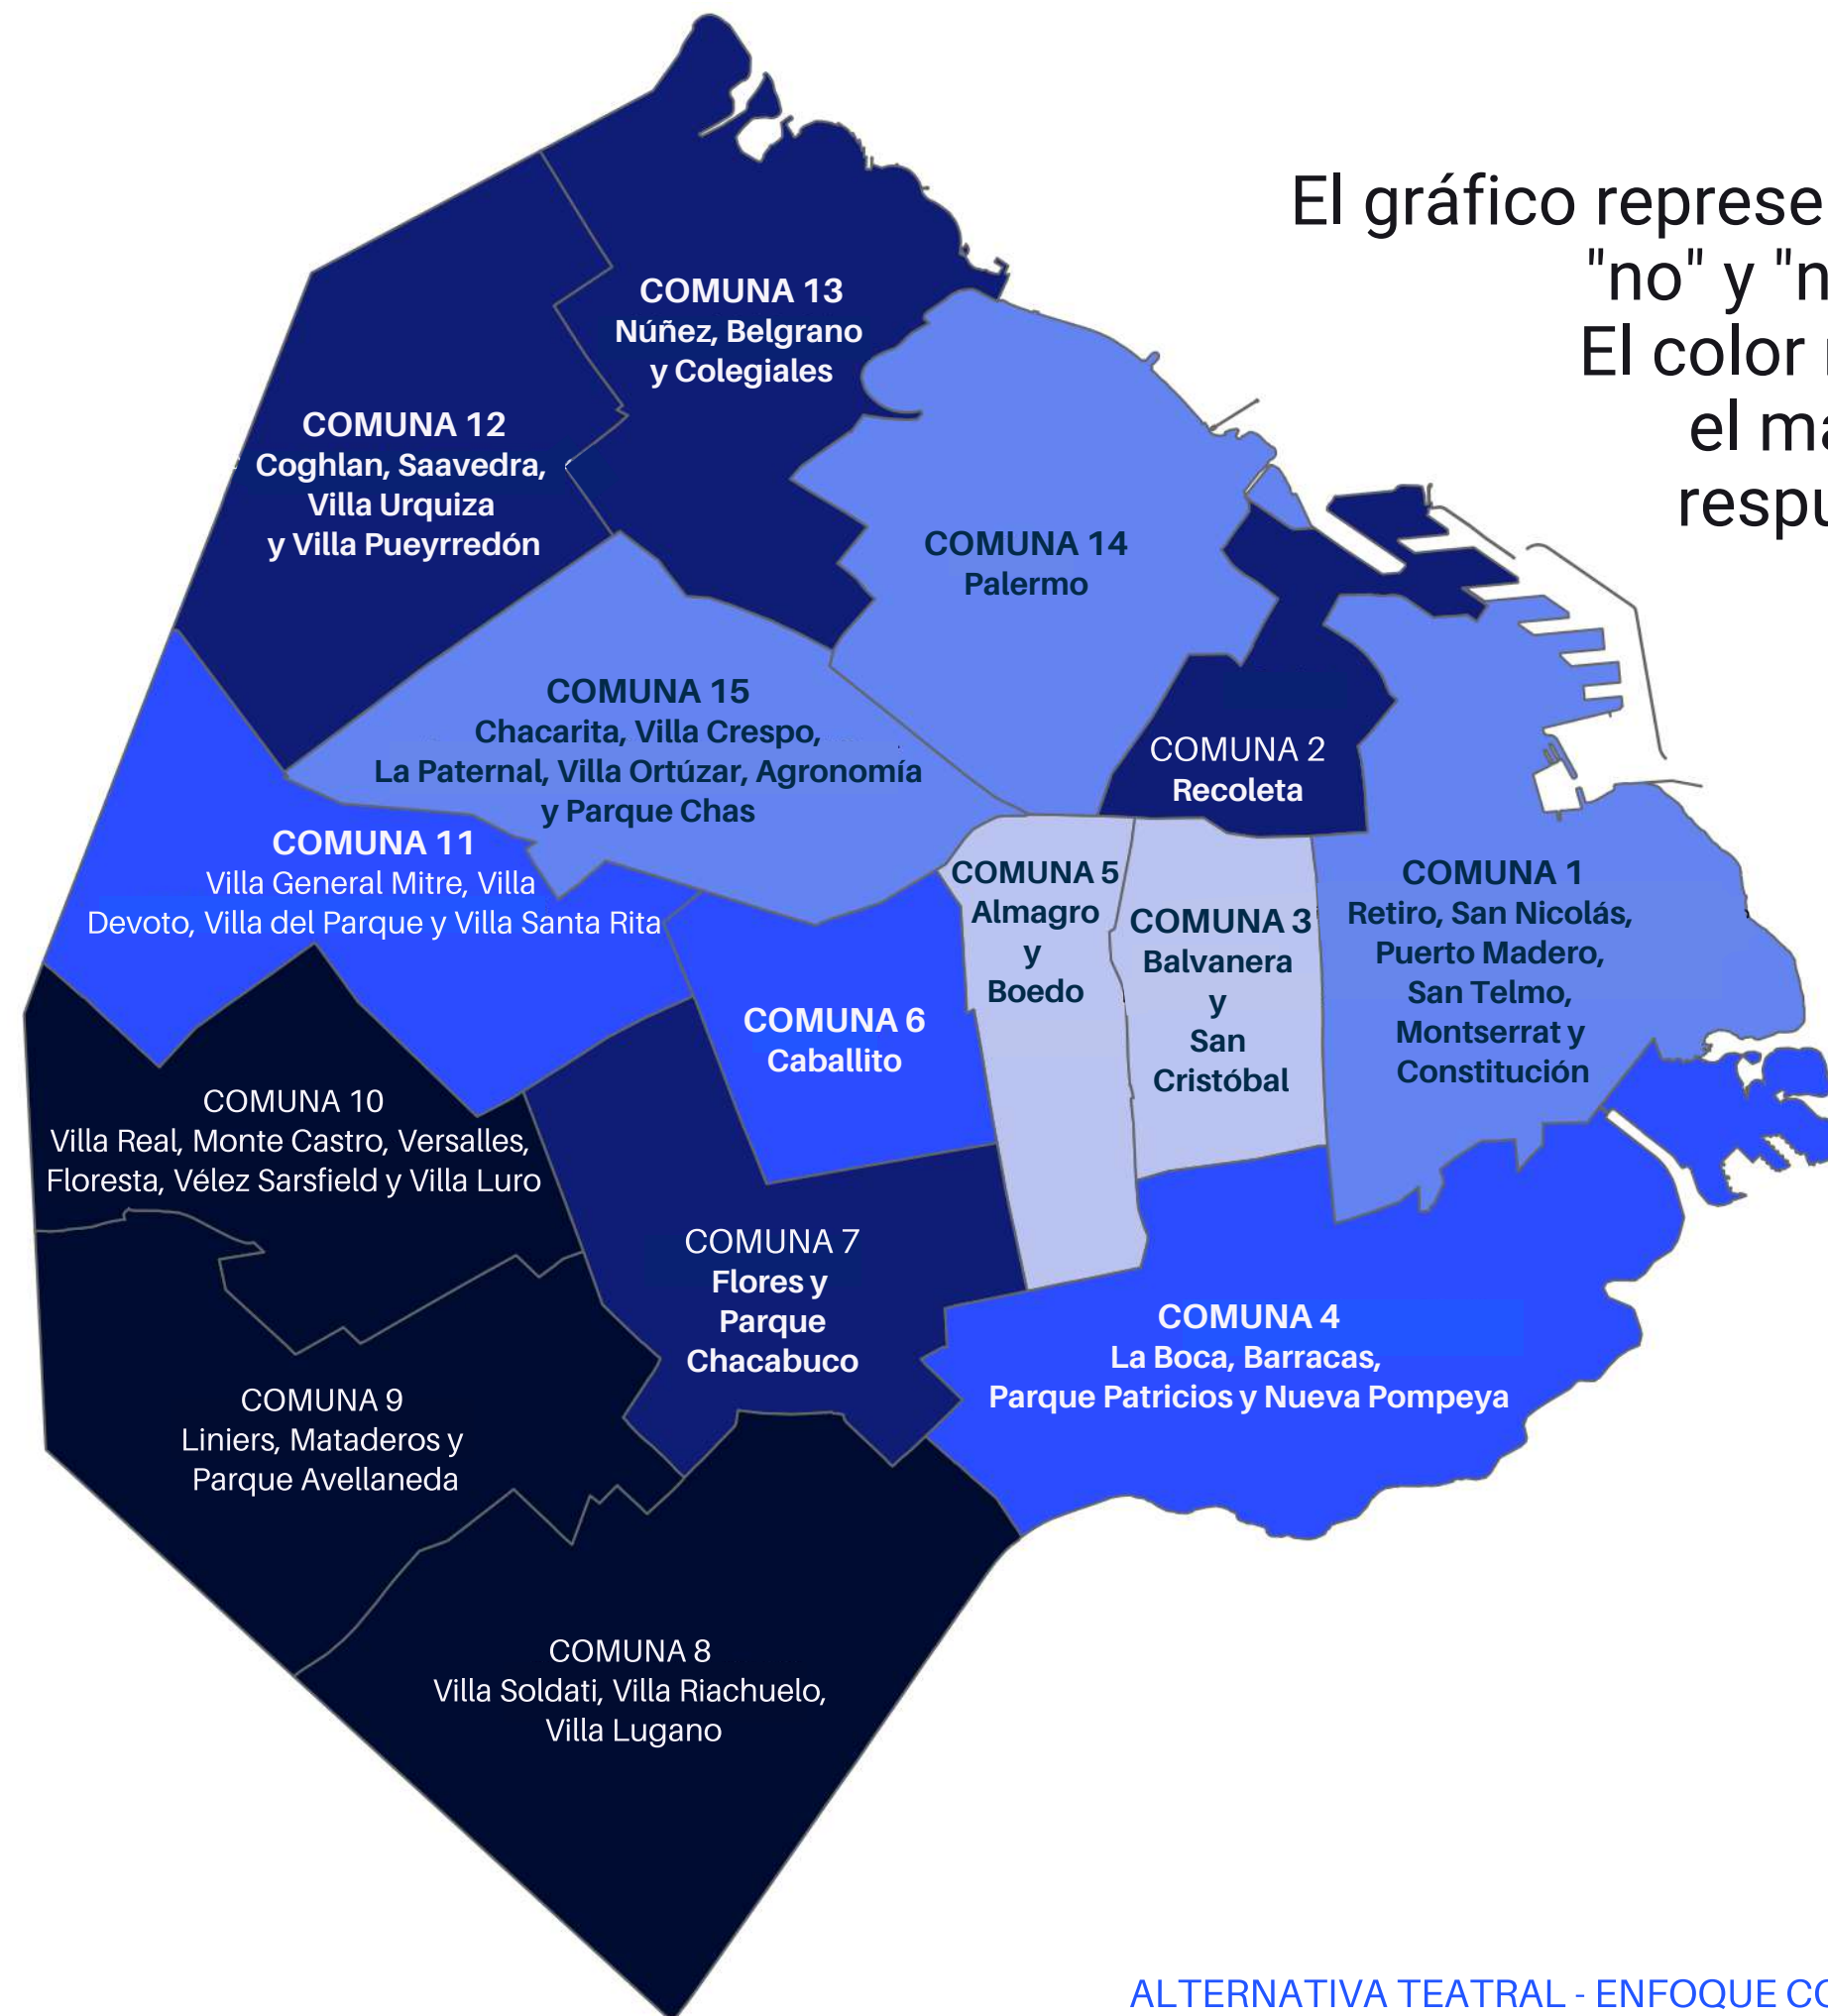 El gráfico represe
"no" y "n
El color
el ma
respu
COMUNA 13
Núñez, Belgrano
y Colegiales
COMUNA 12
Coghlan, Saavedra,
Villa Urquiza
y Villa Pueyrredón
COMUNA 14
Palermo
COMUNA 15
Chacarita, Villa Crespo,
La Paternal, Villa Ortúzar, Agronomía
y Parque Chas
COMUNA 2
Recoleta
COMUNA 11
Villa General Mitre, Villa
Devoto, Villa del Parque y Villa Santa Rita
COMUNA 5
Almagro
y
Boedo
COMUNA 3
Balvanera
y
San
Cristóbal
COMUNA 1
Retiro, San Nicolás,
Puerto Madero,
San Telmo,
Montserrat y
Constitución
COMUNA 6
Caballito
COMUNA 10
Villa Real, Monte Castro, Versalles,
Floresta, Vélez Sarsfield y Villa Luro
COMUNA 7
Flores y
Parque
Chacabuco
COMUNA 4
La Boca, Barracas,
Parque Patricios y Nueva Pompeya
COMUNA 9
Liniers, Mataderos y
Parque Avellaneda
COMUNA 8
Villa Soldati, Villa Riachuelo,
Villa Lugano
ALTERNATIVA TEATRAL - ENFOQUE CO